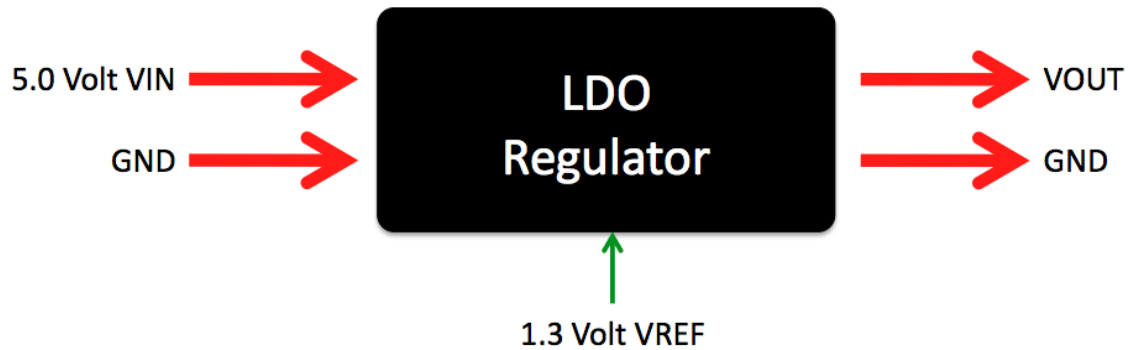 5.0 Volt VIN
GND
LDO
Regulator
VOUT
GND
1.3 Volt VREF